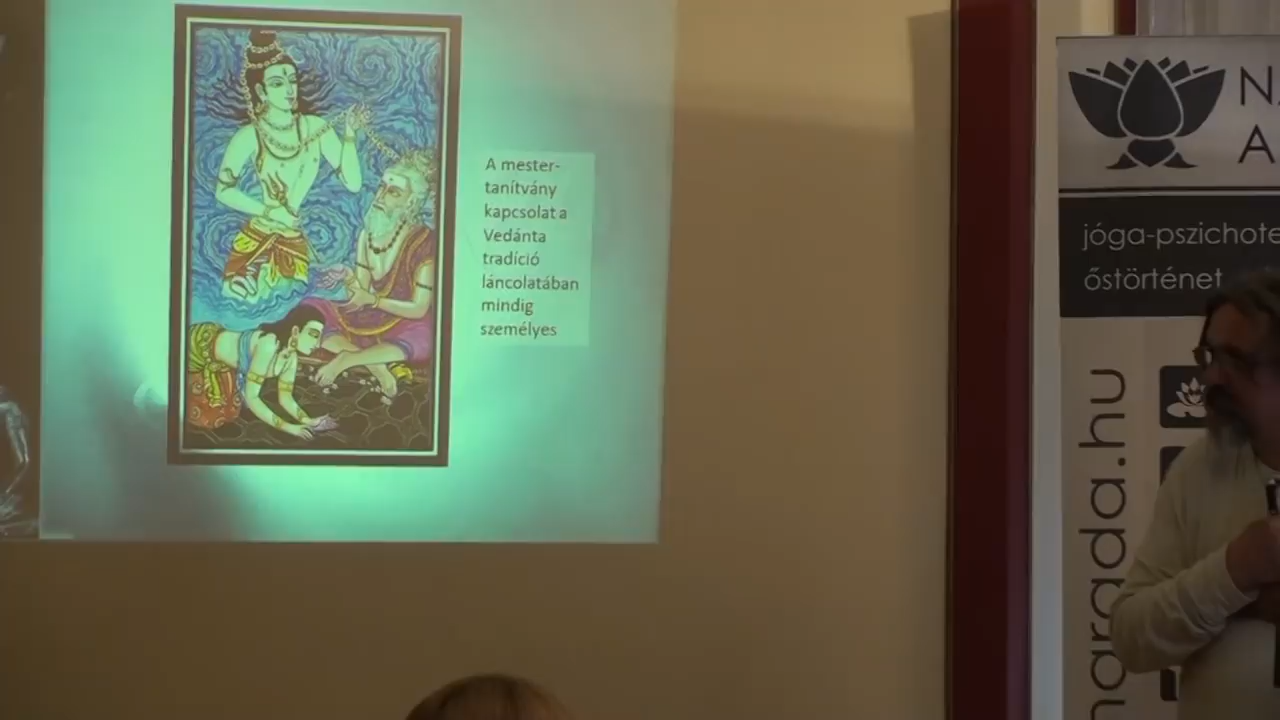 A mester-
tanítvány
kapcsolat a
Vedánta
tradíció
láncolatában
mindig
személyes
jóga-pszichote
őstörténet
narada.hu